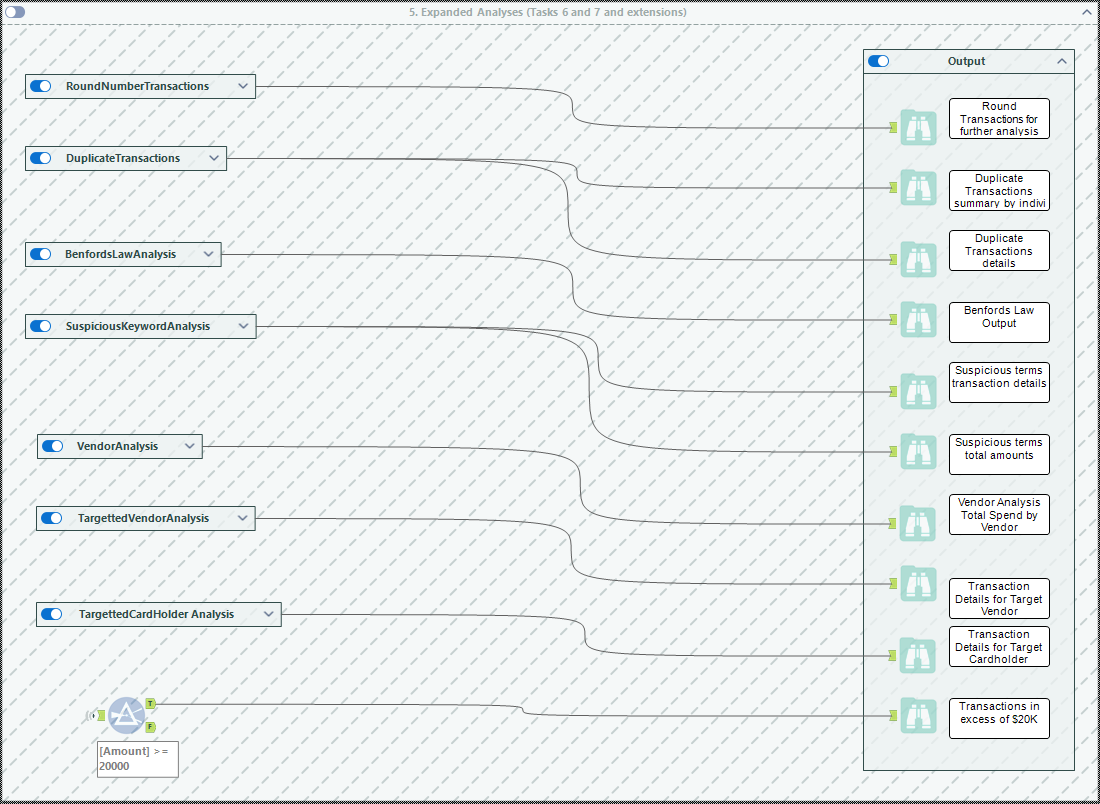 5. Expanded Analyses (Tasks 6 and 7 and extensions)
Output
RoundNumberTransactions
Round
Transactions for
further analysis
DuplicateTransactions
Duplicate
Transactions
summary by indivi
Duplicate
Transactions
details
BenfordsLawAnalysis
Benfords Law
Output
SuspiciousKeywordAnalysis
Suspicious terms
transaction details
Suspicious terms
total amounts
VendorAnalysis
Vendor Analysis
Total Spend by
Vendor
TargettedVendorAnalysis
Transaction
Details for Target
Vendor
TargettedCardHolder Analysis
Transaction
Details for Target
Cardholder
T
F
Transactions in
excess of $20K
[Amount] >=
20000